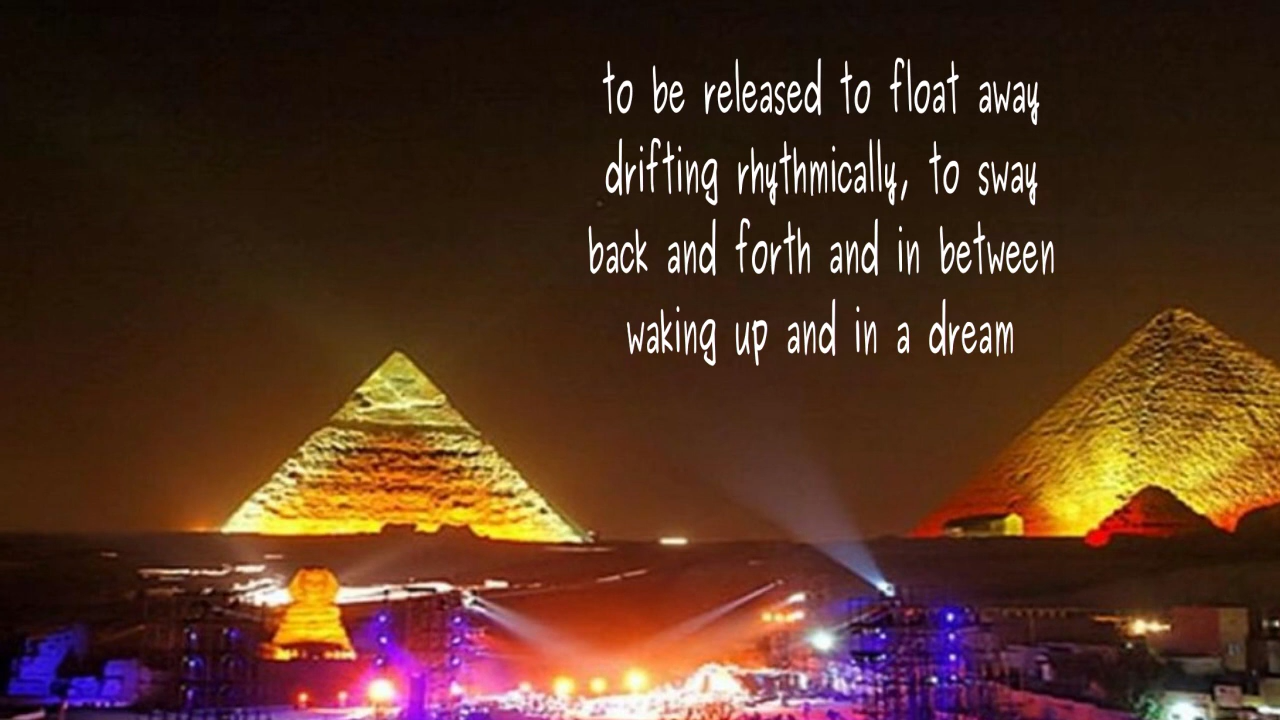 to be released to float away
drifting rhythmically, to sway
back and forth and in between
waking up and in a dream